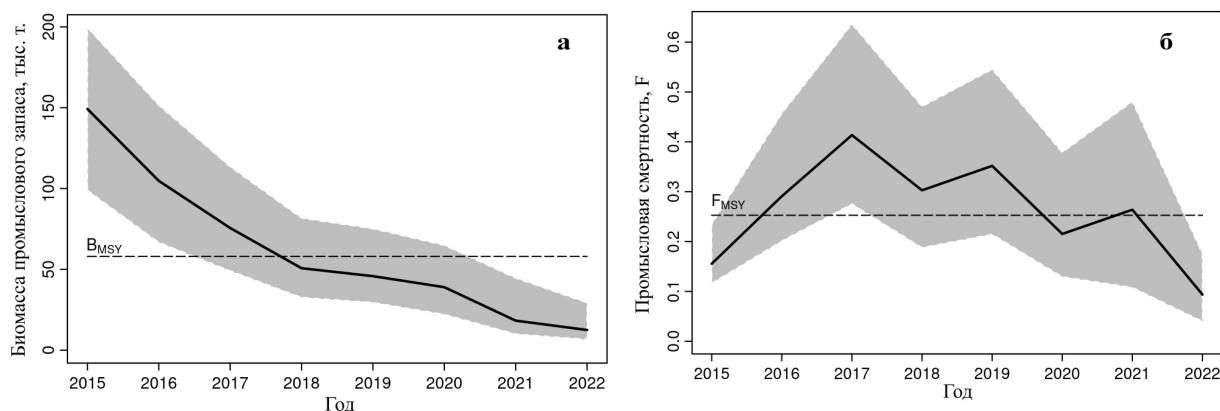 Биомасса промыслового запаса, тыс. т.
200
150
100
50
0
а
BMSY
2015 2016 2017 2018 2019 2020 2021 2022
Год
Промысловая смертность, F
0.6
0.5
0.4
0.3
0.2
0.1
0.0
б
FMSY
2015 2016 2017 2018 2019 2020 2021 2022
Год